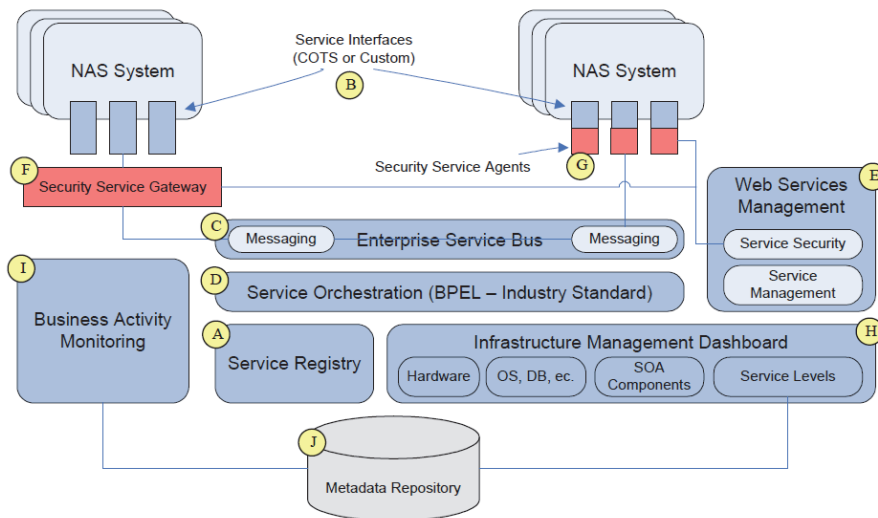 NAS System
Service Interfaces
(COTS or Custom)
B
NAS System
F
Security Service Gateway
Security Service Agents
G
E
Web Services
Management
Service Security
Service
Management
C
Messaging
Enterprise Service Bus
Messaging
D
Service Orchestration (BPEL – Industry Standard)
I
Business Activity
Monitoring
A
Service Registry
H
Infrastructure Management Dashboard
Hardware
OS, DB, ec.
SOA
Components
Service Levels
J
Metadata Repository